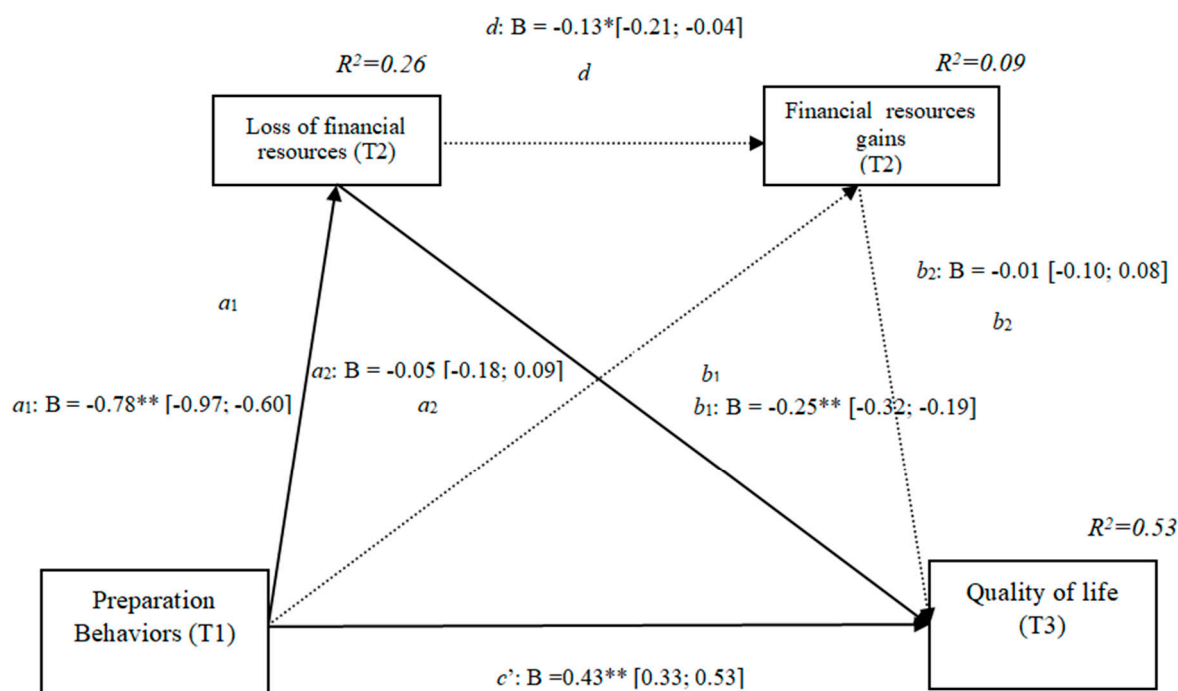 d: B = -0.13*[-0.21; -0.04]
R²=0.26
d
R²=0.09
Loss of financial
resources (T2)
Financial resources
gains
(T2)
b₂: B = -0.01 [-0.10; 0.08]
a₁
b₂
a₂: B = -0.05 [-0.18; 0.09]
b₁
a₁: B = -0.78** [-0.97; -0.60]
a₂
b₁: B = -0.25** [-0.32; -0.19]
R²=0.53
Preparation
Behaviors (T1)
Quality of life
(T3)
c’: B =0.43** [0.33; 0.53]